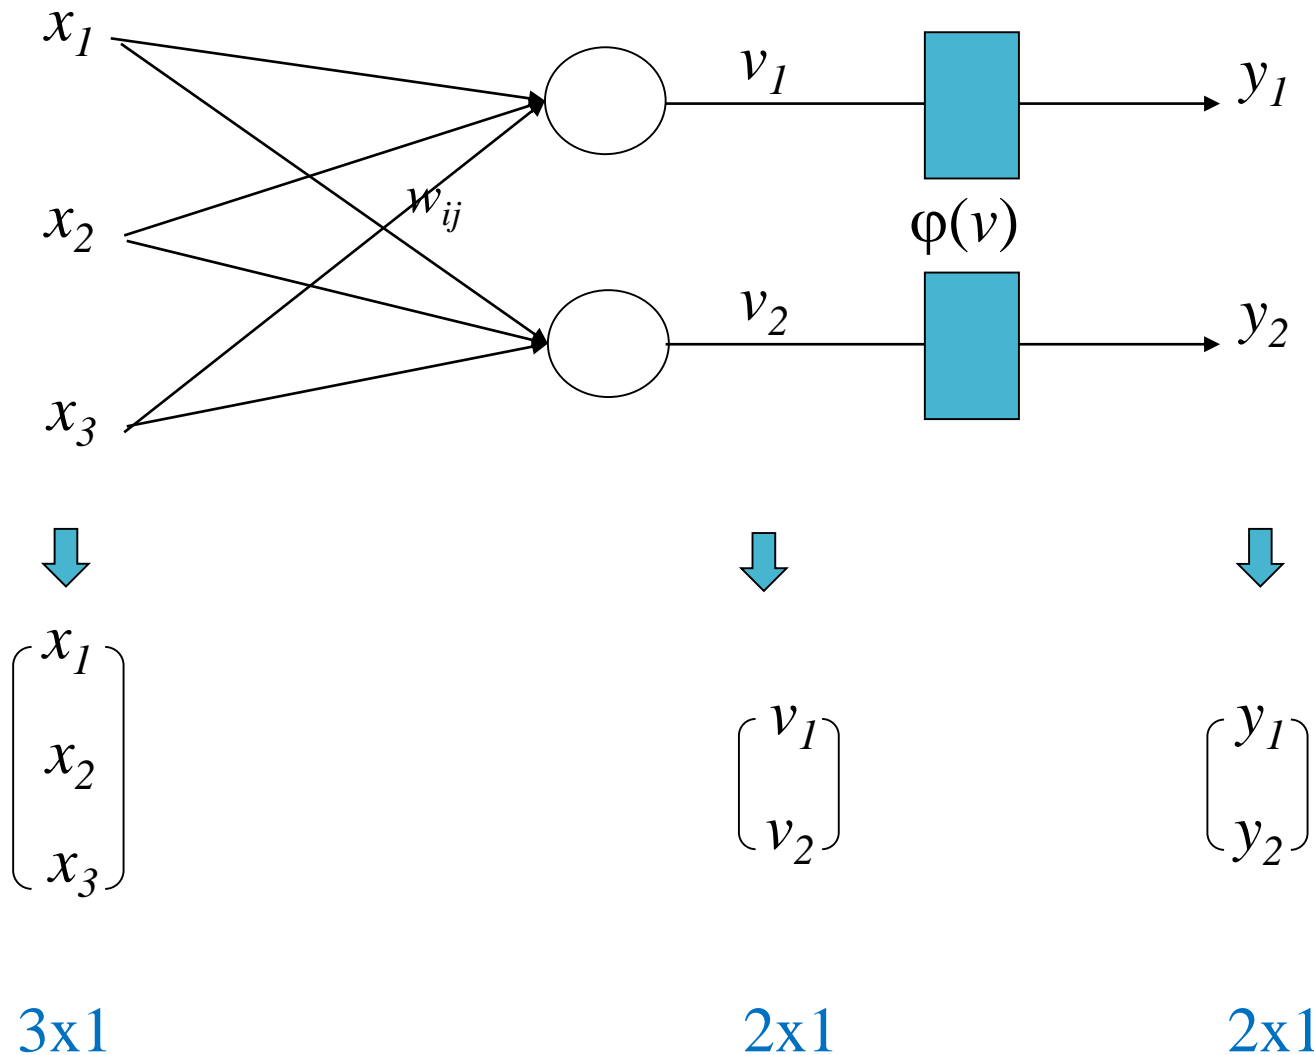 x1 v1 y1
wij
x2 φ(v)
v2 y2
x3
x1
v1 y1
x2
v2 y2
x3
3x1 2x1 2x1